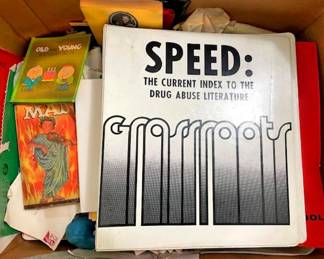 OLD YOUNG
MAD
SPEED:
THE CURRENT INDEX TO THE
DRUG ABUSE LITERATURE
Grassroots